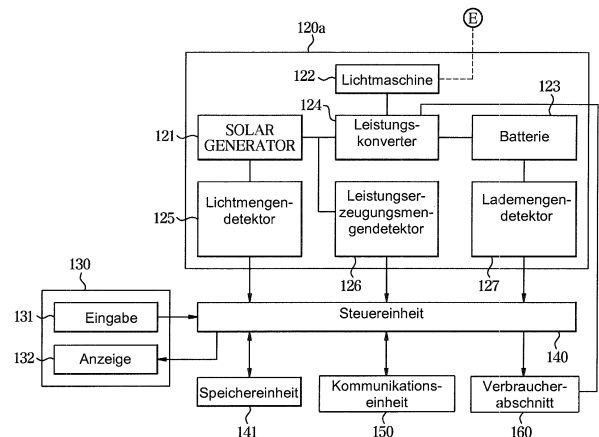 E
120a
122
Lichtmaschine
123
124
121
SOLAR
GENERATOR
Leistungs-
konverter
Batterie
125
Lichtmengen-
detektor
Leistungser-
zeugungsmen-
gendetektor
Lademengen-
detektor
126
127
130
131
Eingabe
Steuereinheit
132
Anzeige
140
Speichereinheit
Kommunikations-
einheit
Verbraucher-
abschnitt
141
150
160